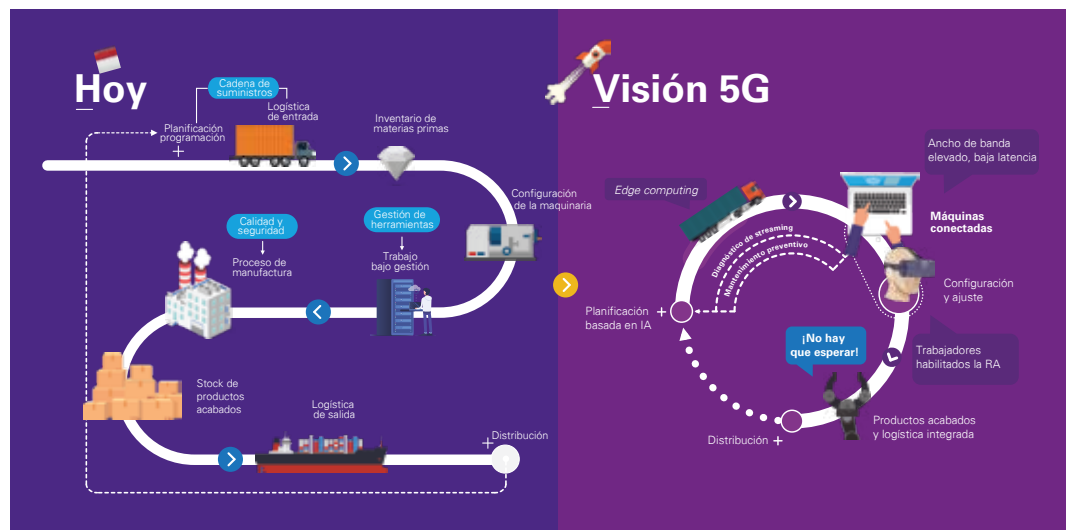 Hoy
Cadena de
suministros
Planificación
programación
+
Logística
de entrada
Inventario de
materias primas
Configuración
de la maquinaria
Gestión de
herramientas
Trabajo
bajo gestión
Calidad y
seguridad
Proceso de
manufactura
Stock de
productos
acabados
Logística
de salida
+ Distribución
Visión 5G
Ancho de banda
elevado, baja latencia
Edge computing
Máquinas
conectadas
Diagnóstico de streaming
Mantenimiento preventivo
Configuración
y ajuste
Planificación +
basada en IA
¡No hay
que esperar!
Trabajadores
habilitados la RA
Productos acabados
y logística integrada
Distribución +